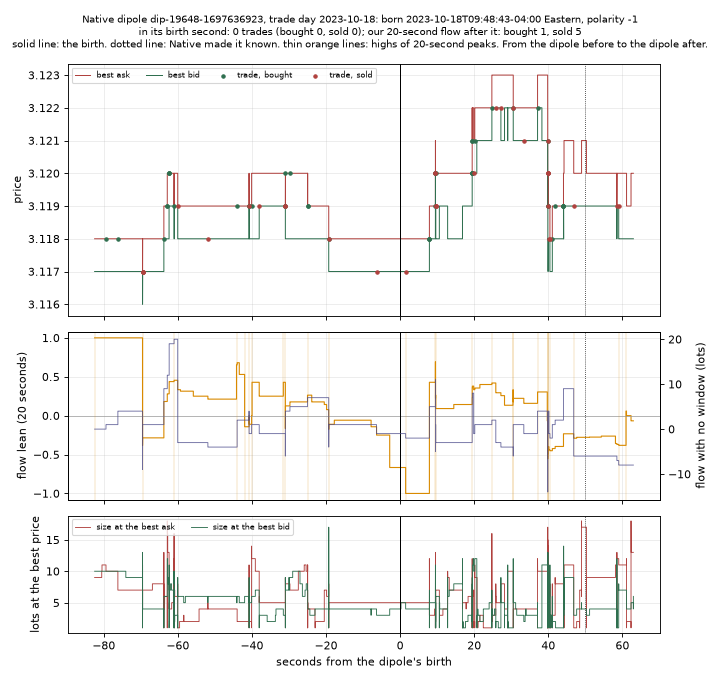 Native dipole dip-19648-1697636923, trade day 2023-10-18: born 2023-10-18T09:48:43-04:00 Eastern, polarity -1
in its birth second: 0 trades (bought 0, sold 0); our 20-second flow after it: bought 1, sold 5
solid line: the birth. dotted line: Native made it known. thin orange lines: highs of 20-second peaks. From the dipole before to the dipole after.
best ask
best bid
trade, bought
trade, sold
price
3.123
3.122
3.121
3.120
3.119
3.118
3.117
3.116
flow lean (20 seconds)
1.0
0.5
0.0
−0.5
−1.0
flow with no window (lots)
20
10
0
−10
size at the best ask
size at the best bid
lots at the best price
15
10
5
−80
−60
−40
−20
0
20
40
60
seconds from the dipole's birth